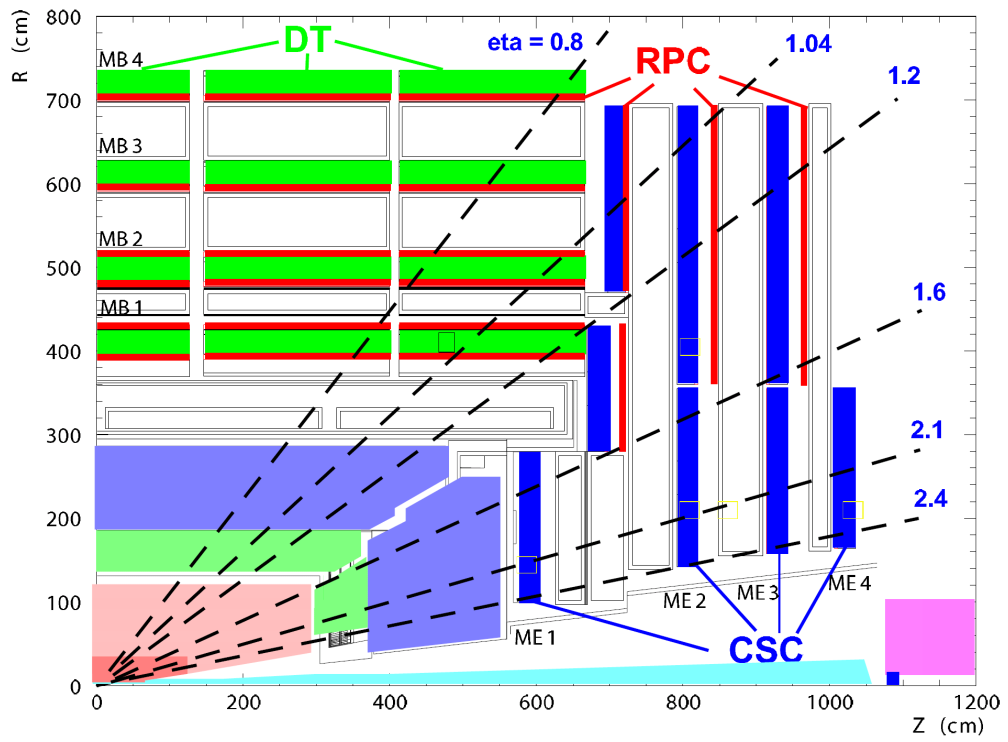 800
R (cm)
DT
eta = 0.8
1.04
MB 4
RPC
1.2
700
MB 3
600
MB 2
500
MB 1
1.6
400
300
2.1
2.4
200
100
ME 1
ME 2
ME 3
ME 4
CSC
0
0
200
400
600
800
1000
1200
Z (cm)